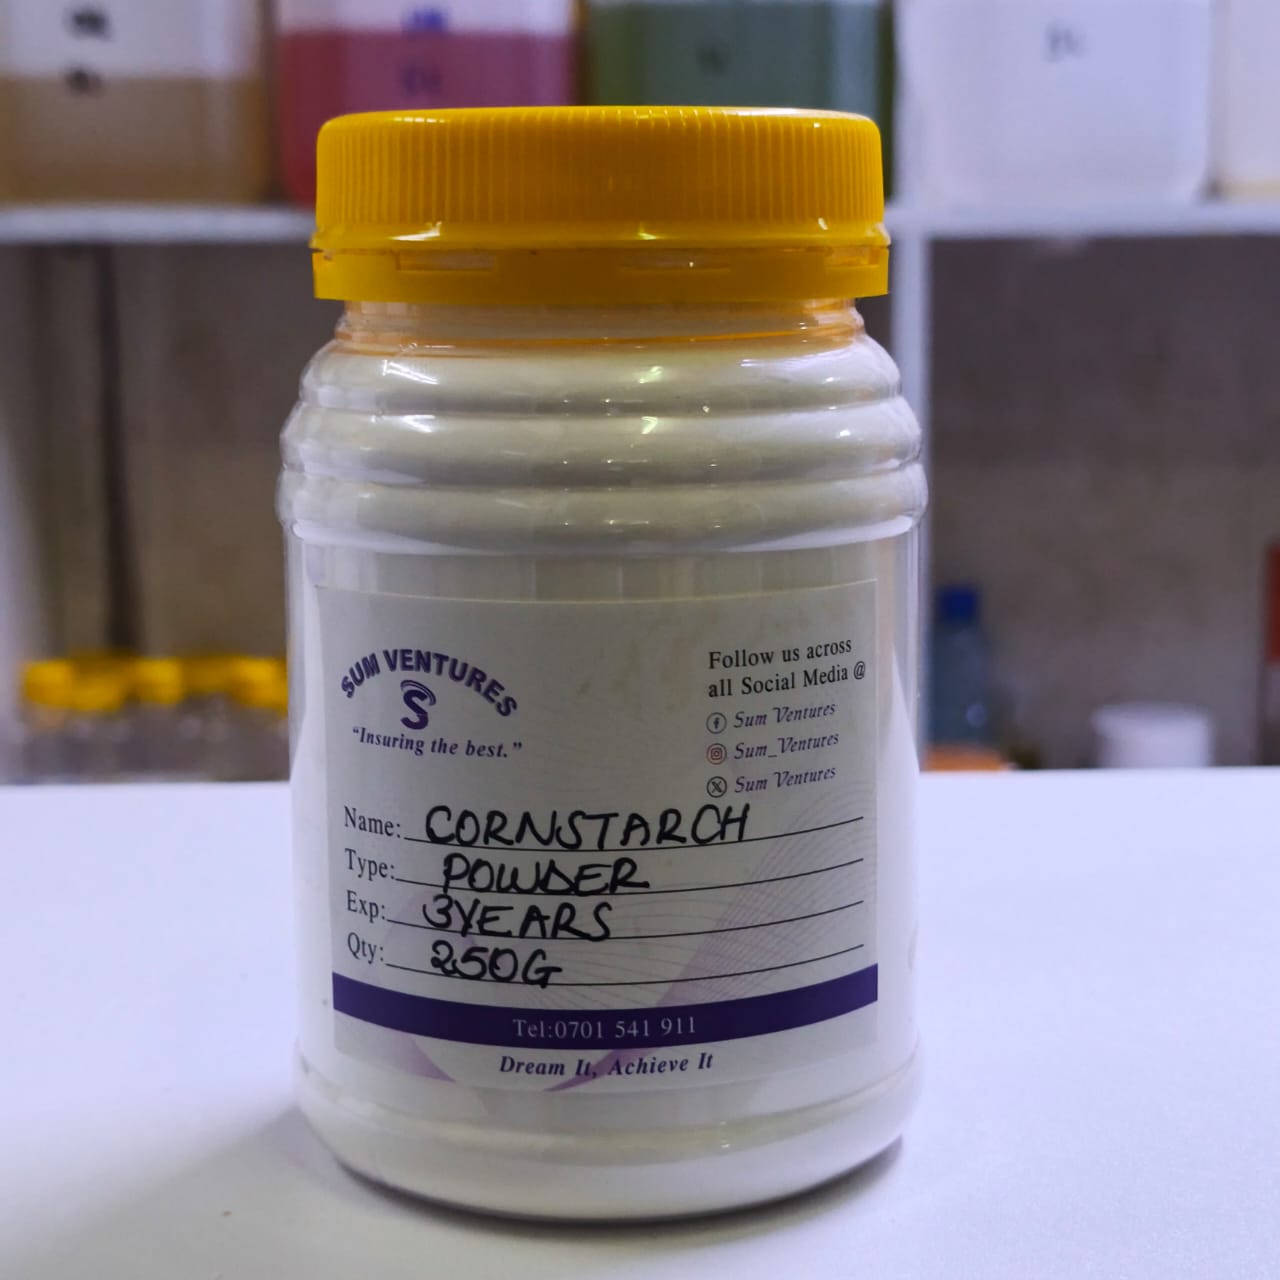 SUM VENTURES
S
"Insuring the best."
Follow us across
all Social Media @
Sum Ventures
Sum_Ventures
Sum Ventures
Name: CORNSTARCH
Type: POWDER
Exp: 3YEARS
Qty: 250G
Tel:0701 541 911
Dream It, Achieve It